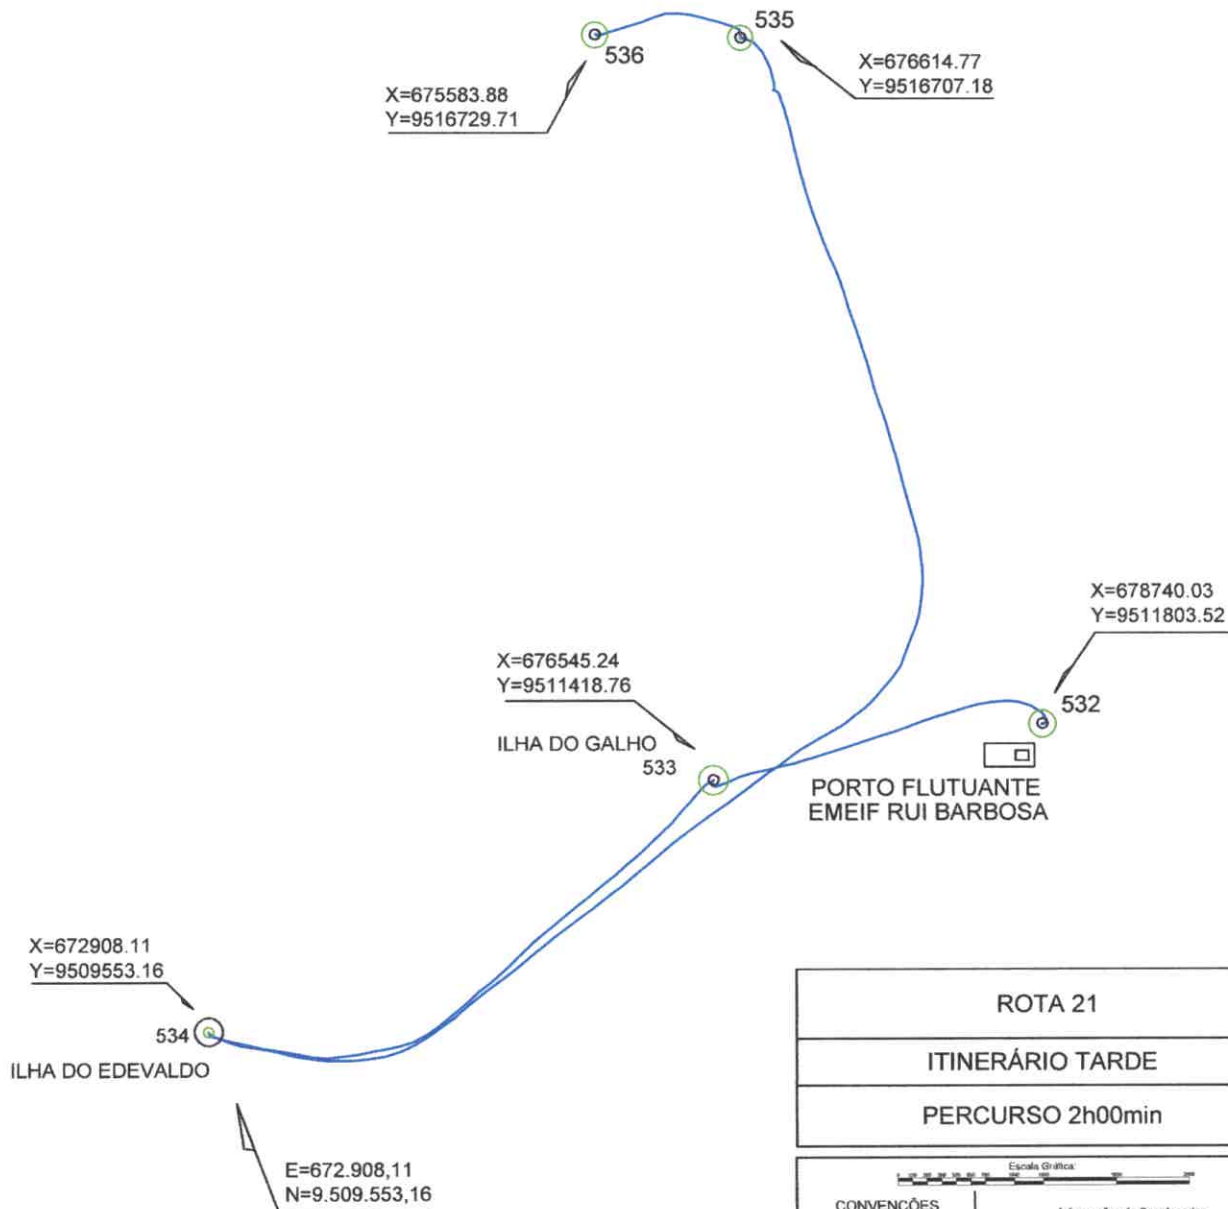 535
536
X=676614.77
Y=9516707.18
X=675583.88
Y=9516729.71
X=678740.03
Y=9511803.52
X=676545.24
Y=9511418.76
532
ILHA DO GALHO
533
PORTO FLUTUANTE
EMEIF RUI BARBOSA
X=672908.11
Y=9509553.16
534
ILHA DO EDEVALDO
E=672.908,11
N=9.509.553,16
ROTA 21
ITINERÁRIO TARDE
PERCURSO 2h00min
Escala Gráfica:
CONVENÇÕES